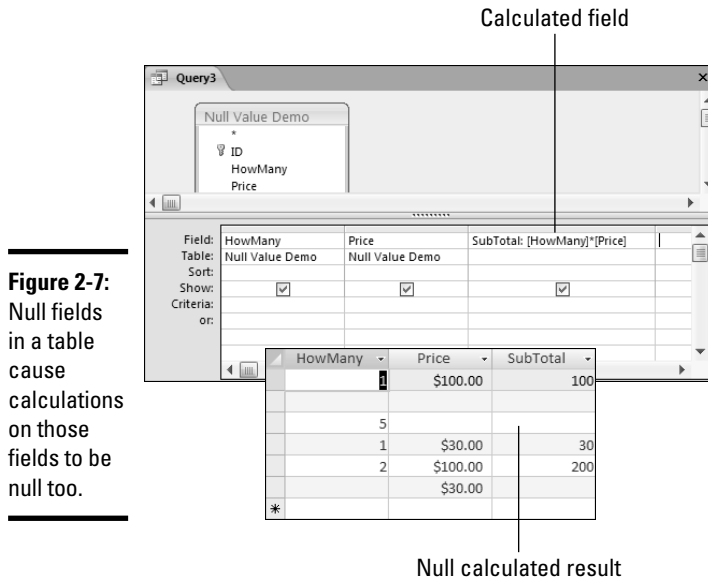 Calculated field
Query3
Null Value Demo
*
ID
HowMany
Price
Field: HowMany Price SubTotal: [HowMany]*[Price]
Table: Null Value Demo Null Value Demo
Sort:
Show:
Criteria:
or:
HowMany Price SubTotal
1 $100.00 100
5
1 $30.00 30
2 $100.00 200
$30.00
*
Null calculated result
Figure 2-7:
Null fields
in a table
cause
calculations
on those
fields to be
null too.